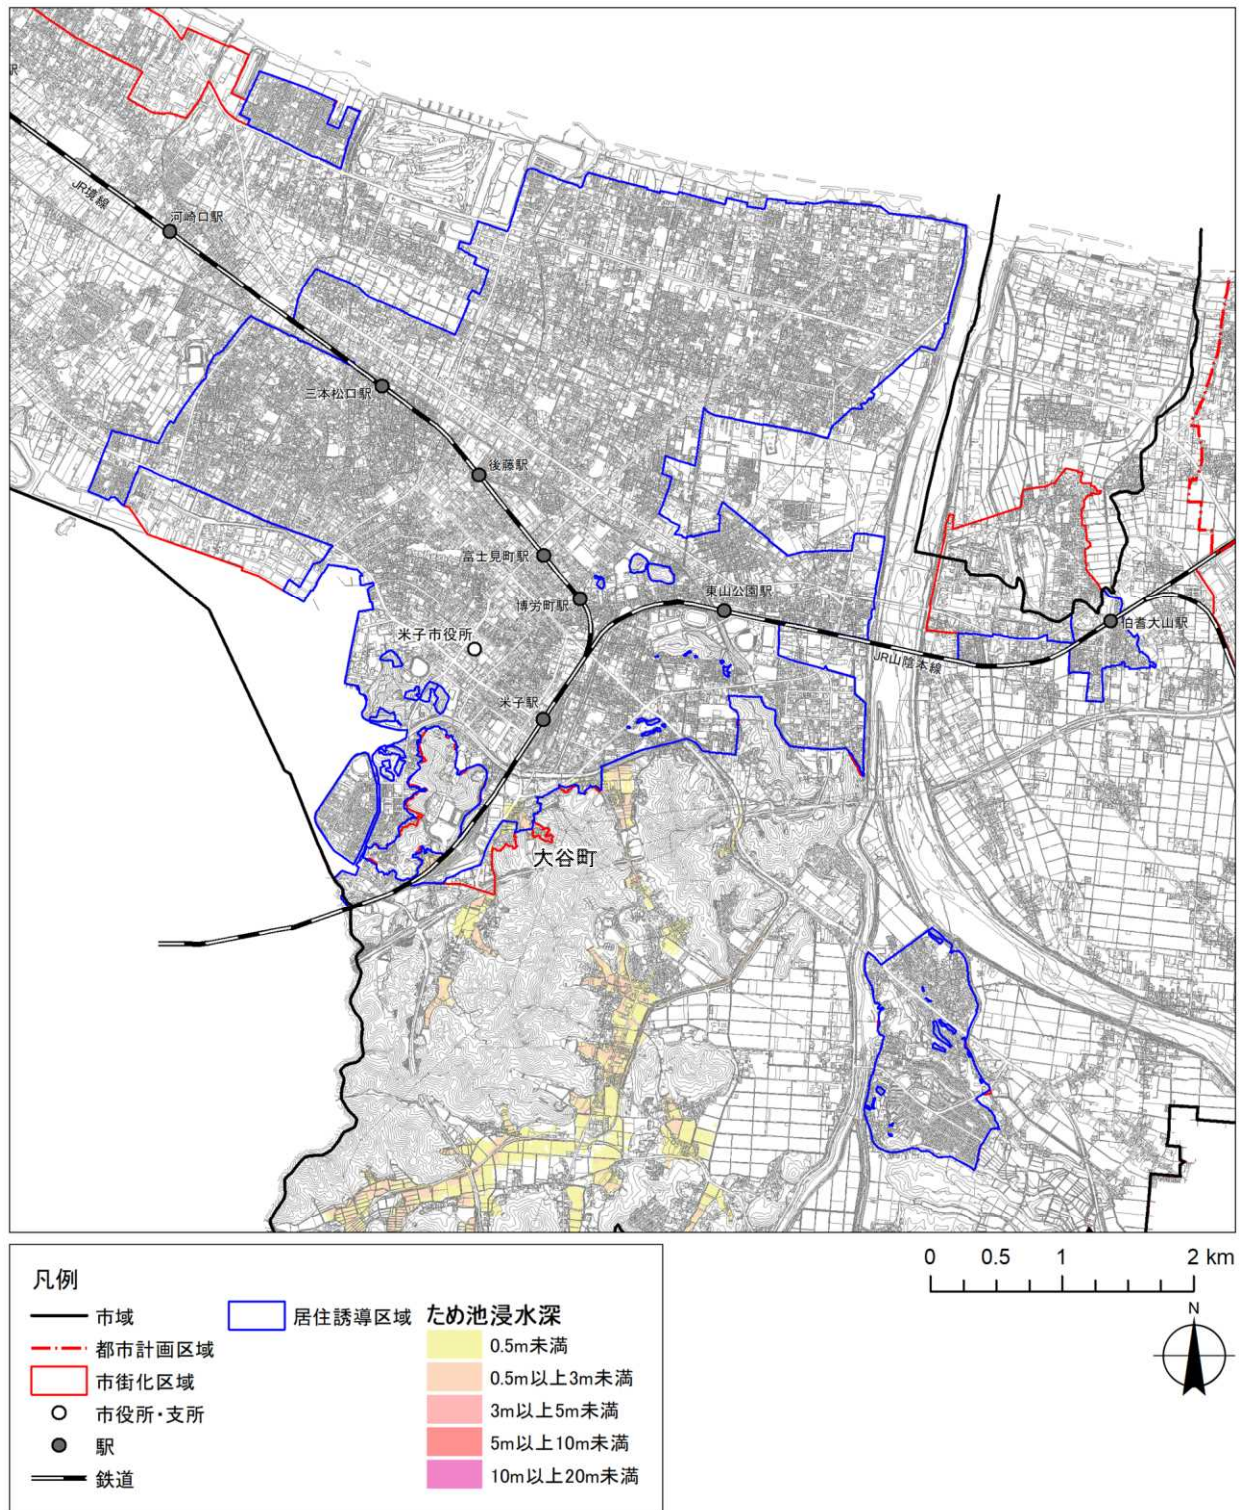 駅
JR境線
河崎口駅
三本松口駅
後藤駅
富士見町駅
博労町駅
東山公園駅
伯耆大山駅
米子市役所
JR山陰本線
米子駅
大谷町
凡例
市域
居住誘導区域
ため池浸水深
都市計画区域
0.5m未満
市街化区域
0.5m以上3m未満
市役所・支所
3m以上5m未満
駅
5m以上10m未満
鉄道
10m以上20m未満
0 0.5 1 2 km
N